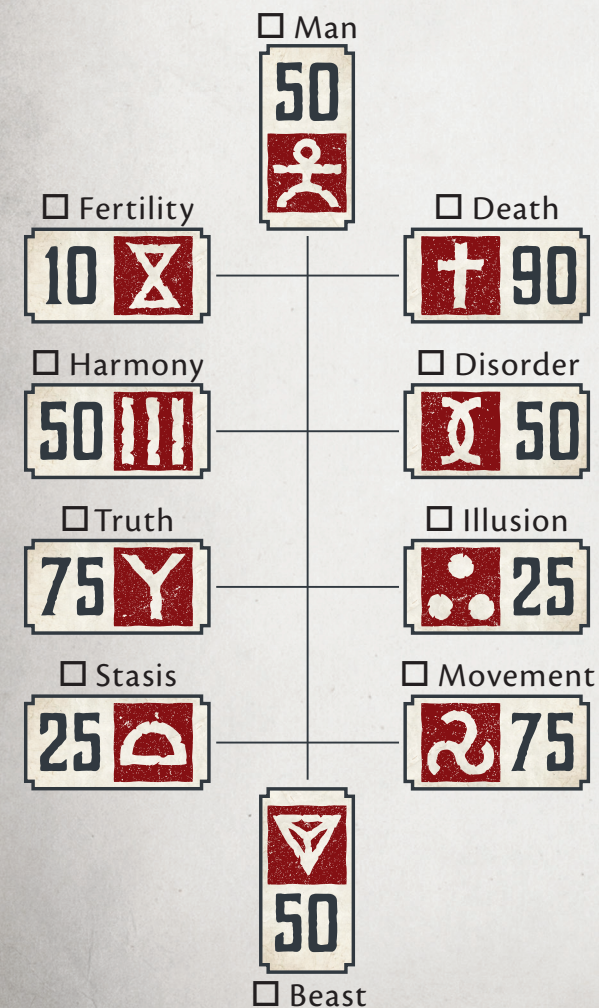 Man
50
Fertility
Death
10
90
Harmony
Disorder
50
50
Truth
Illusion
75
25
Stasis
Movement
25
75
50
Beast